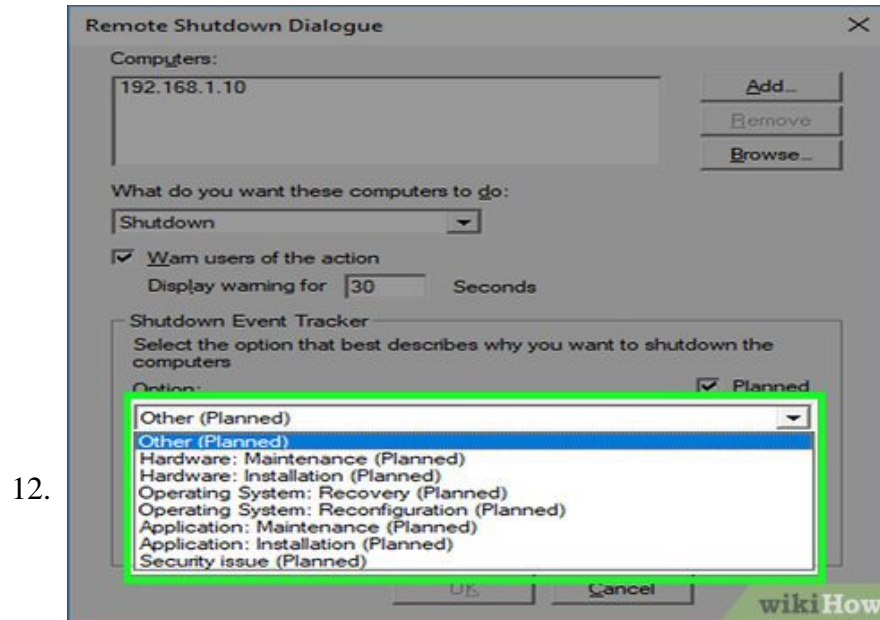 Remote Shutdown Dialogue
Computers:
192.168.1.10
Add...
Remove
Browse...
What do you want these computers to do:
Shutdown
Warn users of the action
Display warning for 30 Seconds
Shutdown Event Tracker
Select the option that best describes why you want to shutdown the
computers
Option:
Planned
Other (Planned)
Other (Planned)
Hardware: Maintenance (Planned)
Hardware: Installation (Planned)
12.
Operating System: Recovery (Planned)
Operating System: Reconfiguration (Planned)
Application: Maintenance (Planned)
Application: Installation (Planned)
Security issue (Planned)
OK
Cancel
wikiHow